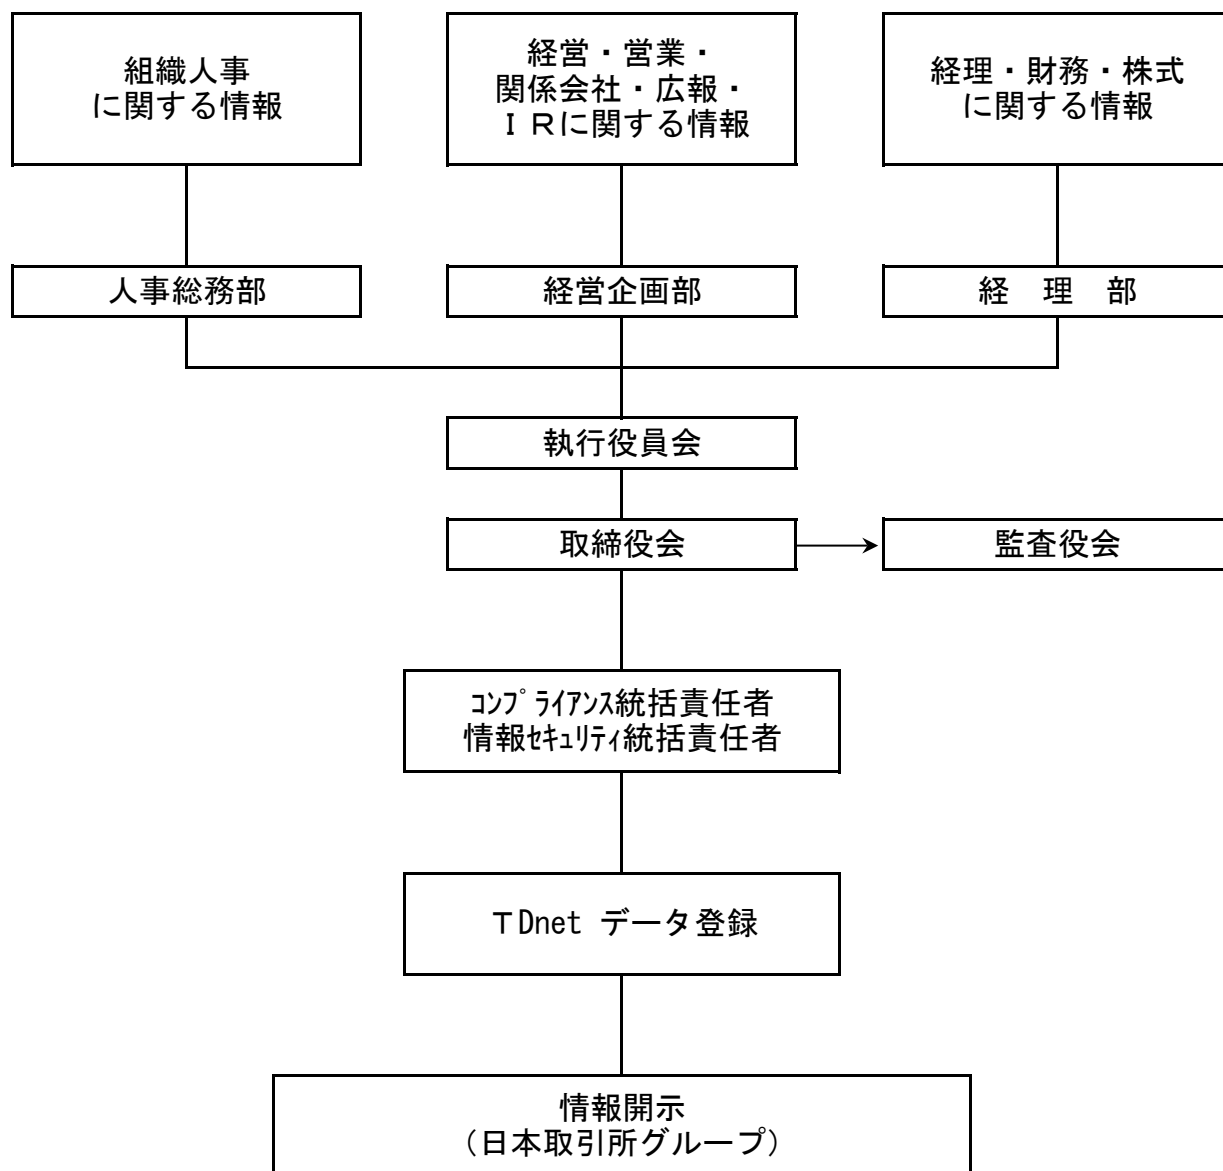 組織人事
に関する情報
経営・営業・
関係会社・広報・
ＩＲに関する情報
経理・財務・株式
に関する情報
人事総務部
経営企画部
経　理　部
執行役員会
取締役会
監査役会
ｺﾝﾌﾟﾗｲｱﾝｽ統括責任者
情報ｾｷｭﾘﾃｨ統括責任者
ＴDnet データ登録
情報開示
（日本取引所グループ）